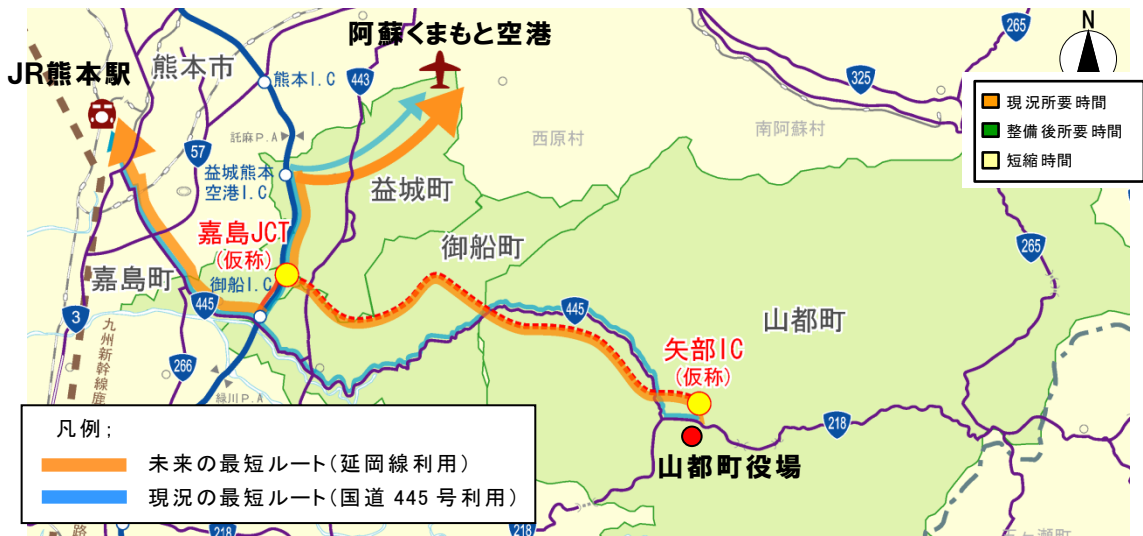 阿蘇くまもと空港
N
265
JR熊本駅
熊本市
熊本I.C
443
325
現況所要時間
整備後所要時間
短縮時間
託麻P.A
57
西原村
南阿蘇村
益城熊本
空港I.C
益城町
嘉島JCT
(仮称)
御船町
265
嘉島町
御船I.C
445
445
山都町
3
九州新幹線鹿
266
矢部IC
(仮称)
緑川P.A
218
凡例;
未来の最短ルート(延岡線利用)
現況の最短ルート(国道445号利用)
山都町役場
路
218
218